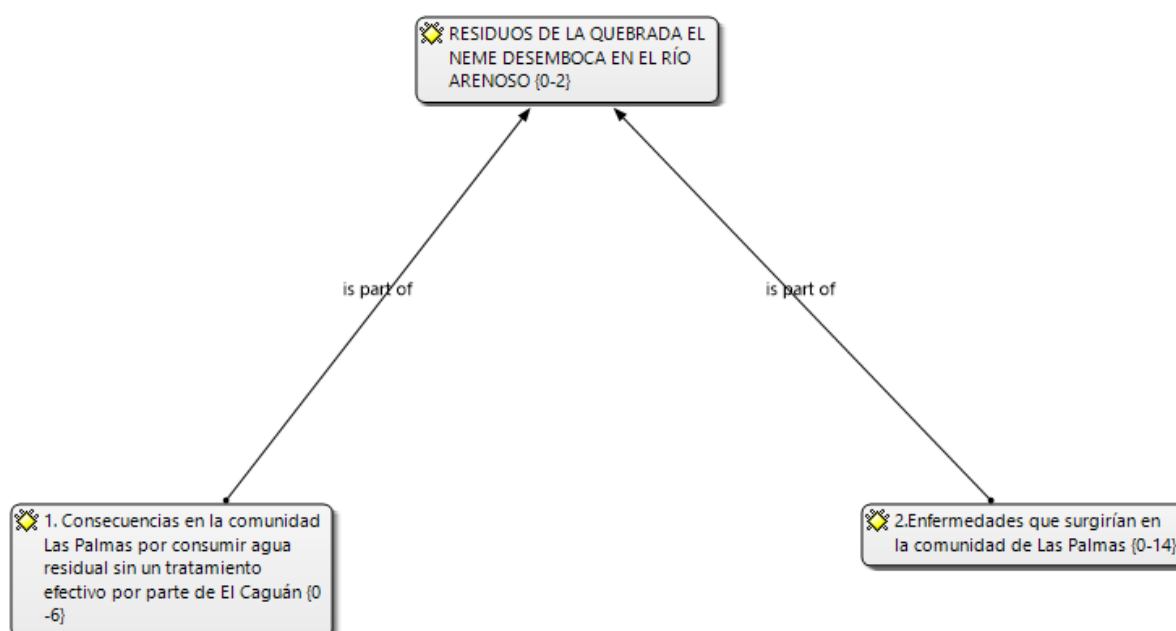 RESIDUOS DE LA QUEBRADA EL
NEME DESEMBOCA EN EL RÍO
ARENOSO {0-2}
is part of
is part of
1. Consecuencias en la comunidad
Las Palmas por consumir agua
residual sin un tratamiento
efectivo por parte de El Caguán {0
-6}
2.Enfermedades que surgirían en
la comunidad de Las Palmas {0-14}